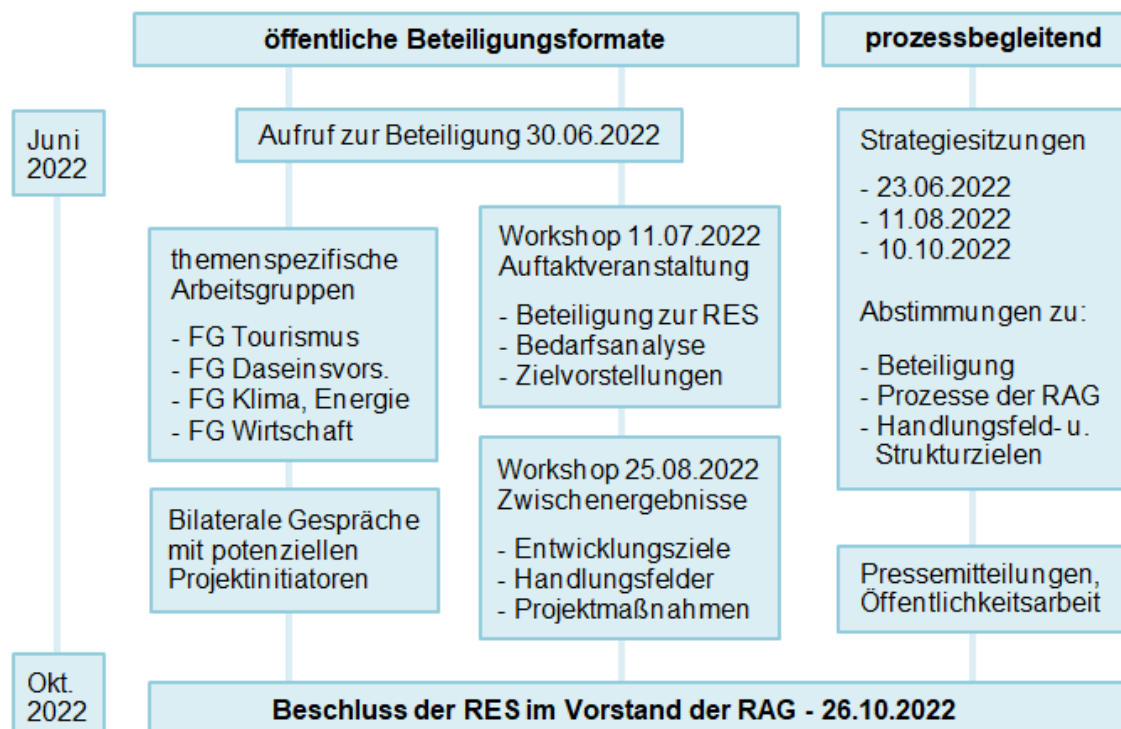 öffentliche Beteiligungsformate
prozessbegleitend
Juni
2022
Aufruf zur Beteiligung 30.06.2022
themenspezifische
Arbeitsgruppen
- FG Tourismus
- FG Daseinsvors.
- FG Klima, Energie
- FG Wirtschaft
Bilaterale Gespräche
mit potenziellen
Projektinitiatoren
Workshop 11.07.2022
Auftaktveranstaltung
- Beteiligung zur RES
- Bedarfsanalyse
- Zielvorstellungen
Workshop 25.08.2022
Zwischenergebnisse
- Entwicklungsziele
- Handlungsfelder
- Projektmaßnahmen
Strategiesitzungen
- 23.06.2022
- 11.08.2022
- 10.10.2022
Abstimmungen zu:
- Beteiligung
- Prozesse der RAG
- Handlungsfeld- u.
Strukturzielen
Pressemitteilungen,
Öffentlichkeitsarbeit
Okt.
2022
Beschluss der RES im Vorstand der RAG - 26.10.2022